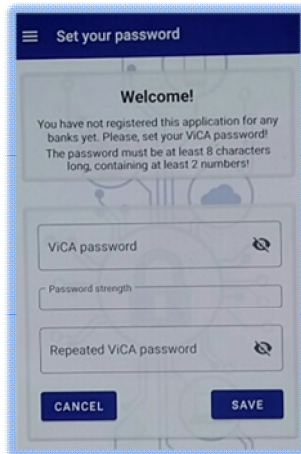 Set your password
Welcome!
You have not registered this application for any
banks yet. Please, set your ViCA password!
The password must be at least 8 characters
long, containing at least 2 numbers!
ViCA password
Password strength
Repeated ViCA password
CANCEL
SAVE